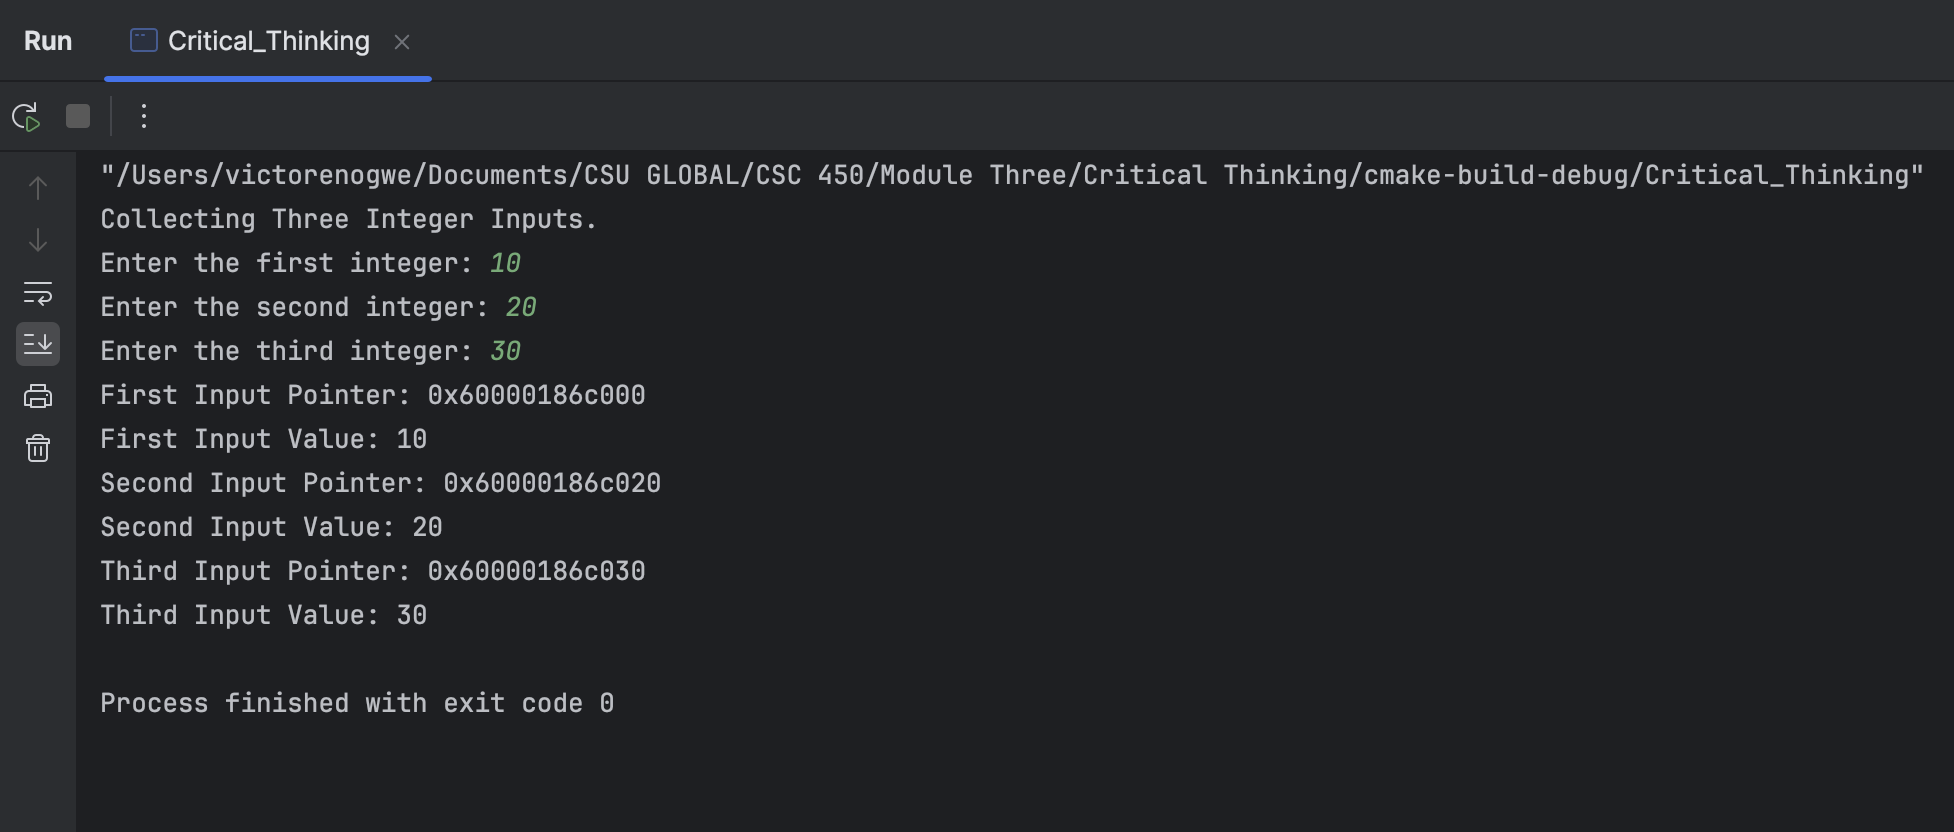 Run Critical_Thinking
"/Users/victorenogwe/Documents/CSU GLOBAL/CSC 450/Module Three/Critical Thinking/cmake-build-debug/Critical_Thinking"
Collecting Three Integer Inputs.
Enter the first integer: 10
Enter the second integer: 20
Enter the third integer: 30
First Input Pointer: 0x60000186c000
First Input Value: 10
Second Input Pointer: 0x60000186c020
Second Input Value: 20
Third Input Pointer: 0x60000186c030
Third Input Value: 30
Process finished with exit code 0